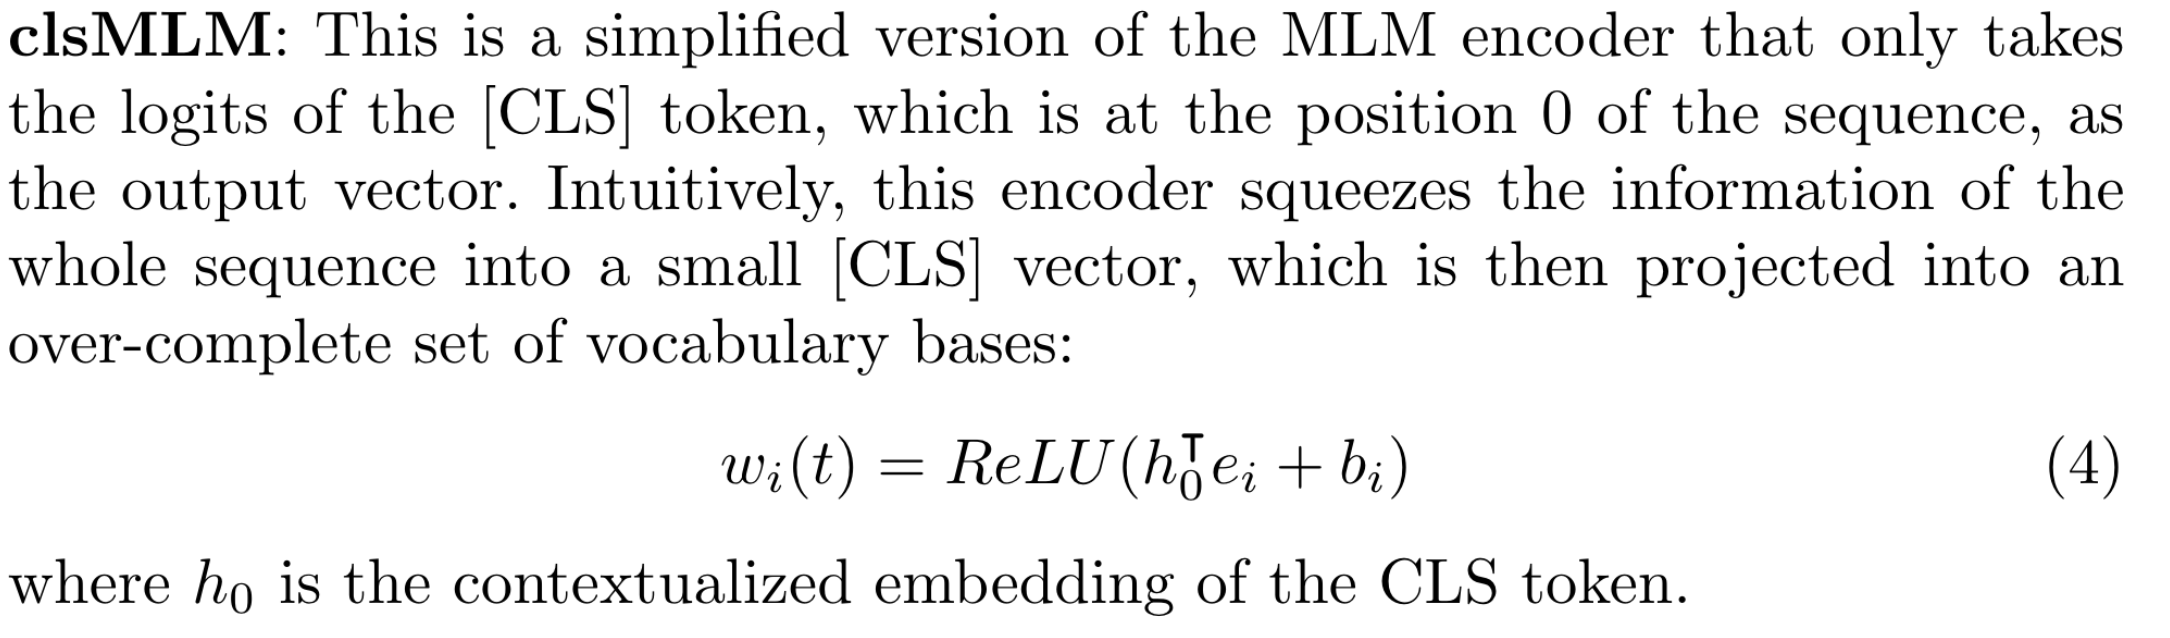 clsMLM: This is a simplified version of the MLM encoder that only takes
the logits of the [CLS] token, which is at the position 0 of the sequence, as
the output vector. Intuitively, this encoder squeezes the information of the
whole sequence into a small [CLS] vector, which is then projected into an
over-complete set of vocabulary bases:
w_i(t) = ReLU(h_0^⊤ e_i + b_i) (4)
where h_0 is the contextualized embedding of the CLS token.